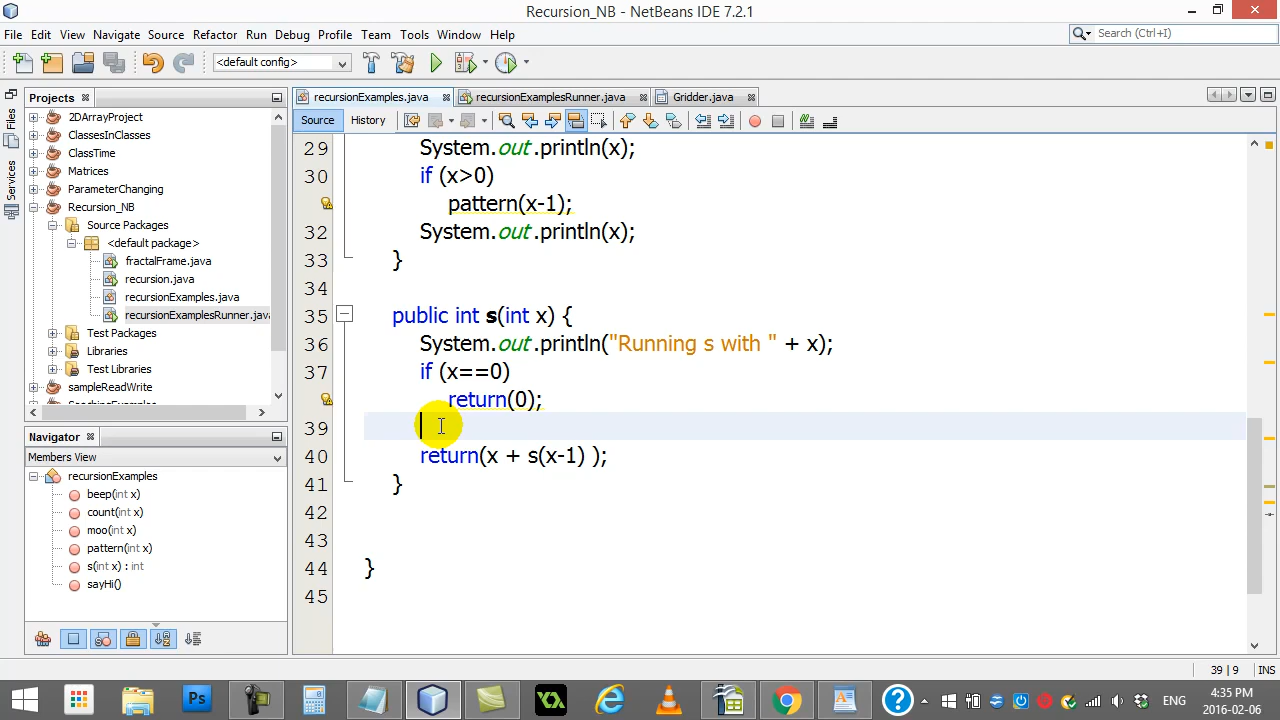 Recursion_NB - NetBeans IDE 7.2.1
File Edit View Navigate Source Refactor Run Debug Profile Team Tools Window Help
Search (Ctrl+I)
<default config>
Files
Services
Projects
2DArrayProject
ClassesInClasses
ClassTime
Matrices
ParameterChanging
Recursion_NB
Source Packages
<default package>
fractalFrame.java
recursion.java
recursionExamples.java
recursionExamplesRunner.java
Test Packages
Libraries
Test Libraries
sampleReadWrite
Navigator
Members View
recursionExamples
beep(int x)
count(int x)
moo(int x)
pattern(int x)
s(int x) : int
sayHi()
recursionExamples.java recursionExamplesRunner.java Gridder.java
Source History
29 System.out.println(x);
30 if (x>0)
pattern(x-1);
32 System.out.println(x);
33 }
34
35 public int s(int x) {
36 System.out.println("Running s with " + x);
37 if (x==0)
return(0);
39
40 return(x + s(x-1) );
41 }
42
43
44 }
45
39 | 9 INS
Ps
ENG
4:35 PM
2016-02-06